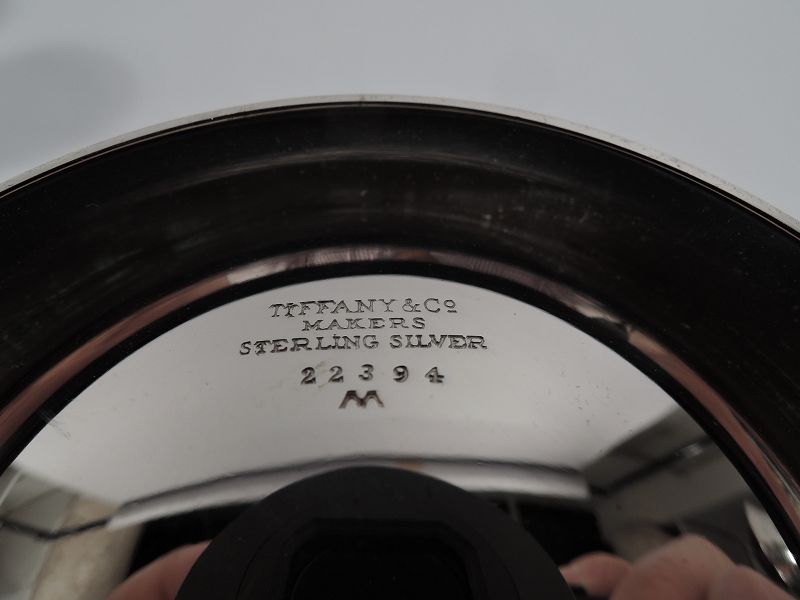 TIFFANY & Co
MAKERS
STERLING SILVER
22394
M